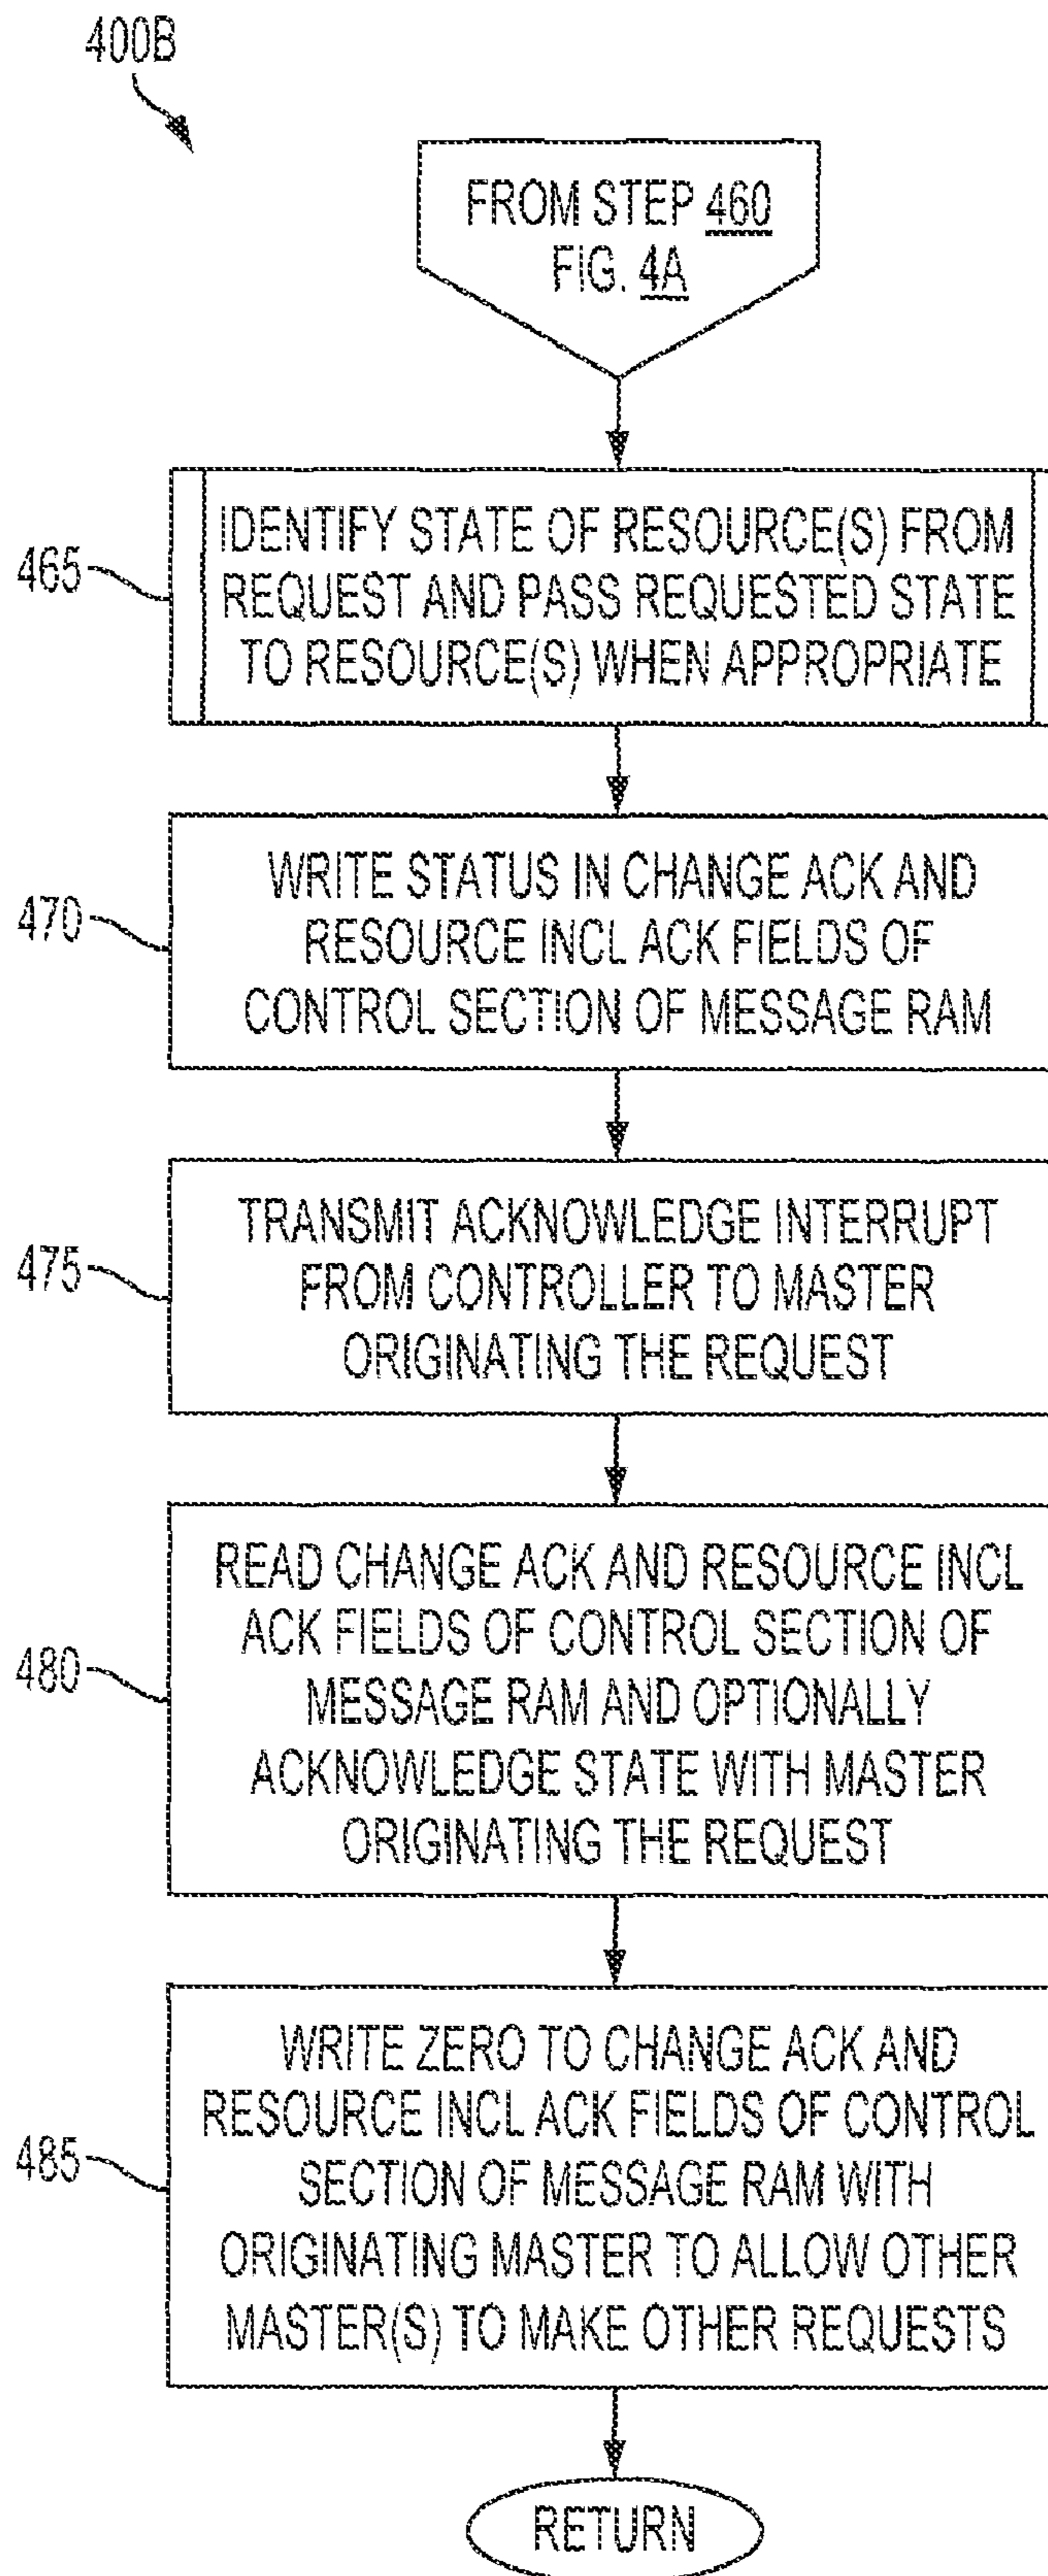 400B
FROM STEP 460
FIG. 4A
465
IDENTIFY STATE OF RESOURCE(S) FROM
REQUEST AND PASS REQUESTED STATE
TO RESOURCE(S) WHEN APPROPRIATE
470
WRITE STATUS IN CHANGE ACK AND
RESOURCE INCL ACK FIELDS OF
CONTROL SECTION OF MESSAGE RAM
475
TRANSMIT ACKNOWLEDGE INTERRUPT
FROM CONTROLLER TO MASTER
ORIGINATING THE REQUEST
480
READ CHANGE ACK AND RESOURCE INCL
ACK FIELDS OF CONTROL SECTION OF
MESSAGE RAM AND OPTIONALLY
ACKNOWLEDGE STATE WITH MASTER
ORIGINATING THE REQUEST
485
WRITE ZERO TO CHANGE ACK AND
RESOURCE INCL ACK FIELDS OF CONTROL
SECTION OF MESSAGE RAM WITH
ORIGINATING MASTER TO ALLOW OTHER
MASTER(S) TO MAKE OTHER REQUESTS
RETURN